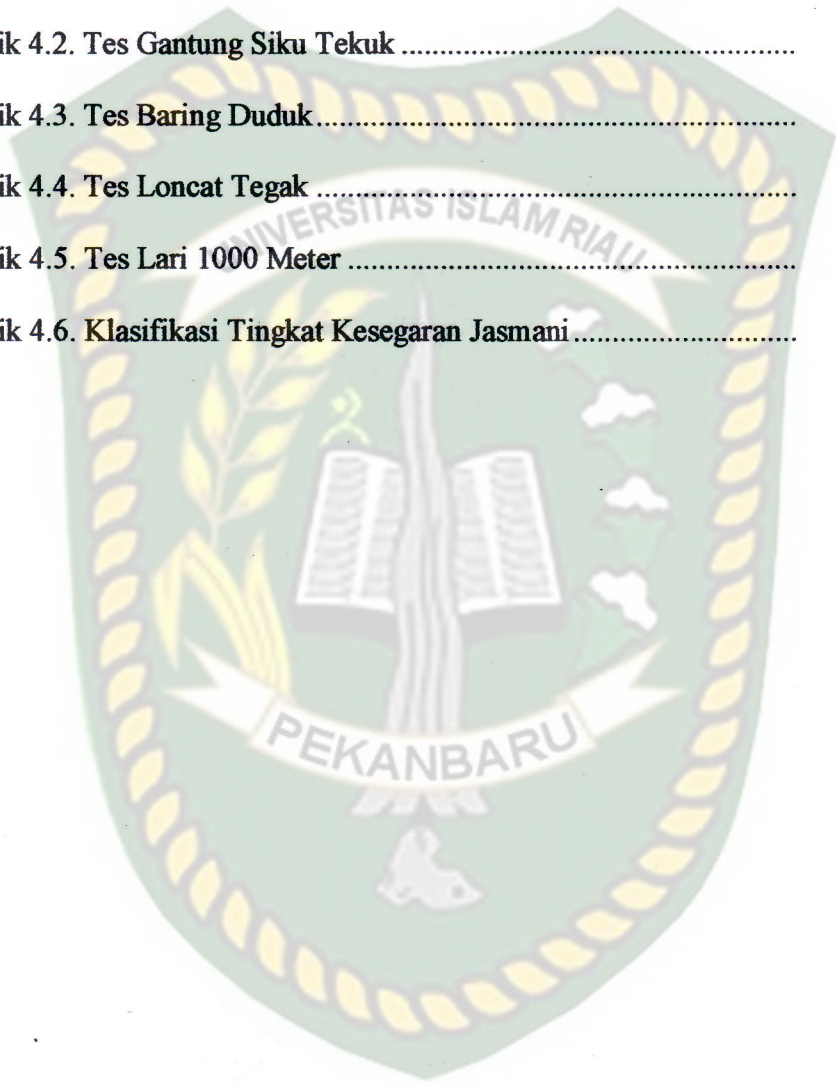 ik 4.2. Tes Gantung Siku Tekuk ................................................
ik 4.3. Tes Baring Duduk..........................................................
ik 4.4. Tes Loncat Tegak ..........................................................
UNIVERSITAS ISLAM RIAU
ik 4.5. Tes Lari 1000 Meter ......................................................
ik 4.6. Klasifikasi Tingkat Kesegaran Jasmani ...........................
PEKANBARU